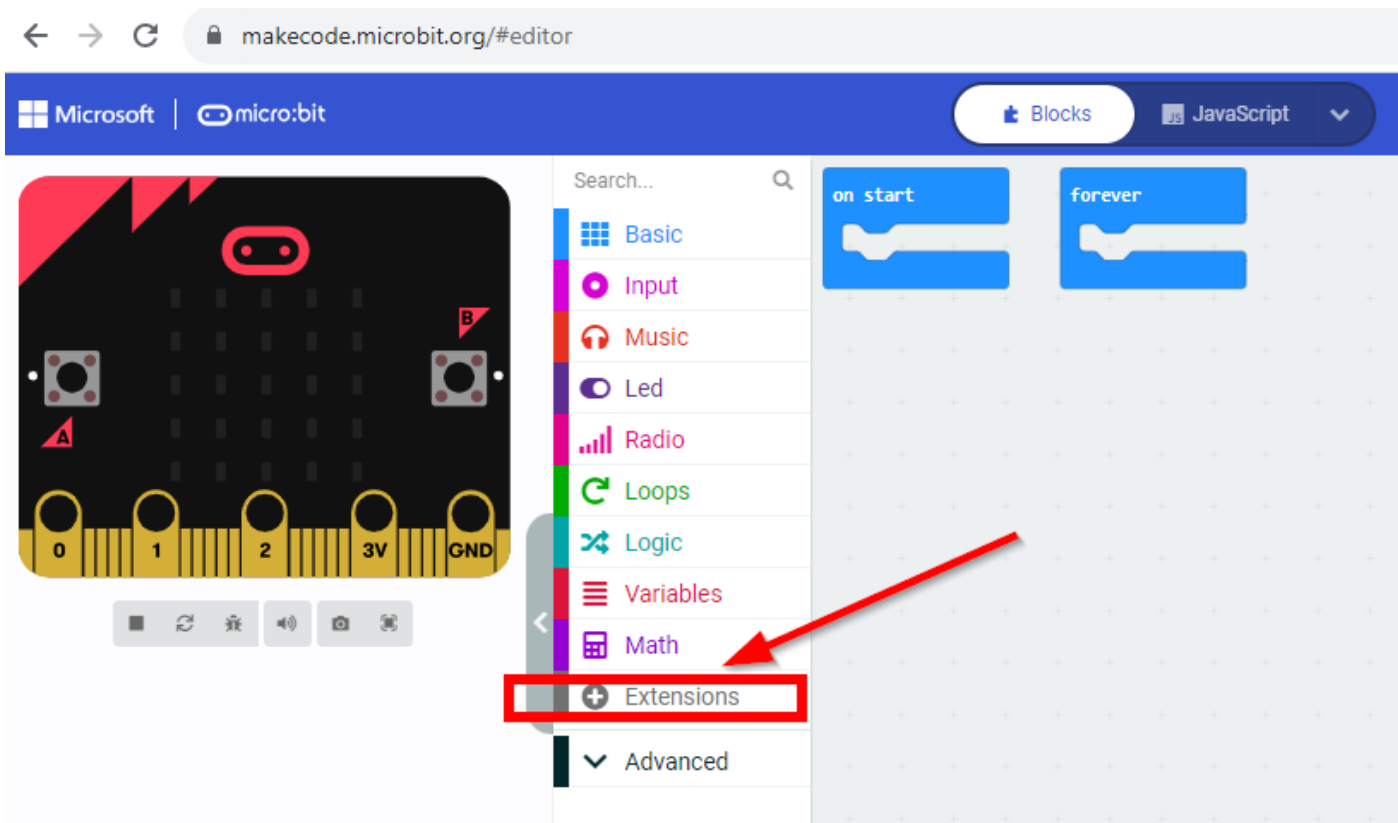 makecode.microbit.org/#editor
Microsoft micro:bit Blocks JS JavaScript
Search...
Basic
Input
Music
Led
Radio
Loops
Logic
Variables
Math
Extensions
Advanced
on start
forever
B
A
0 1 2 3V GND